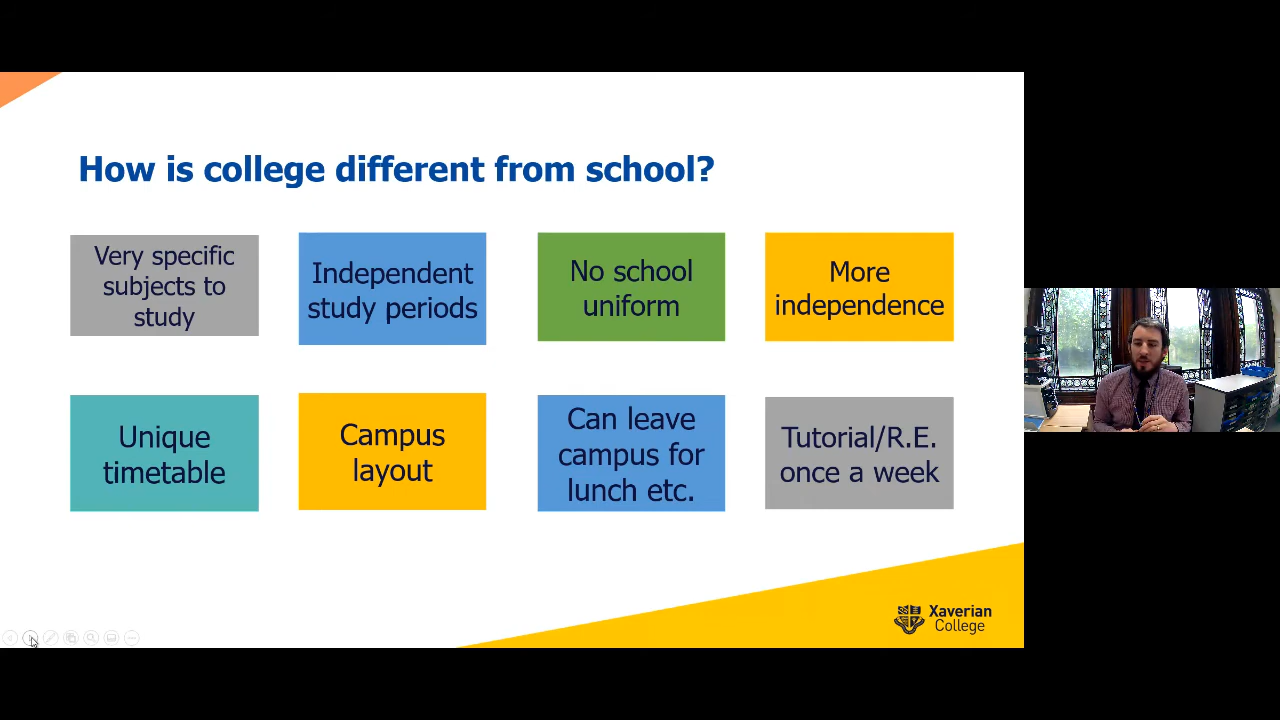 How is college different from school?
Very specific
subjects to
study
Independent
study periods
No school
uniform
More
independence
Unique
timetable
Campus
layout
Can leave
campus for
lunch etc.
Tutorial/R.E.
once a week
Xaverian
College